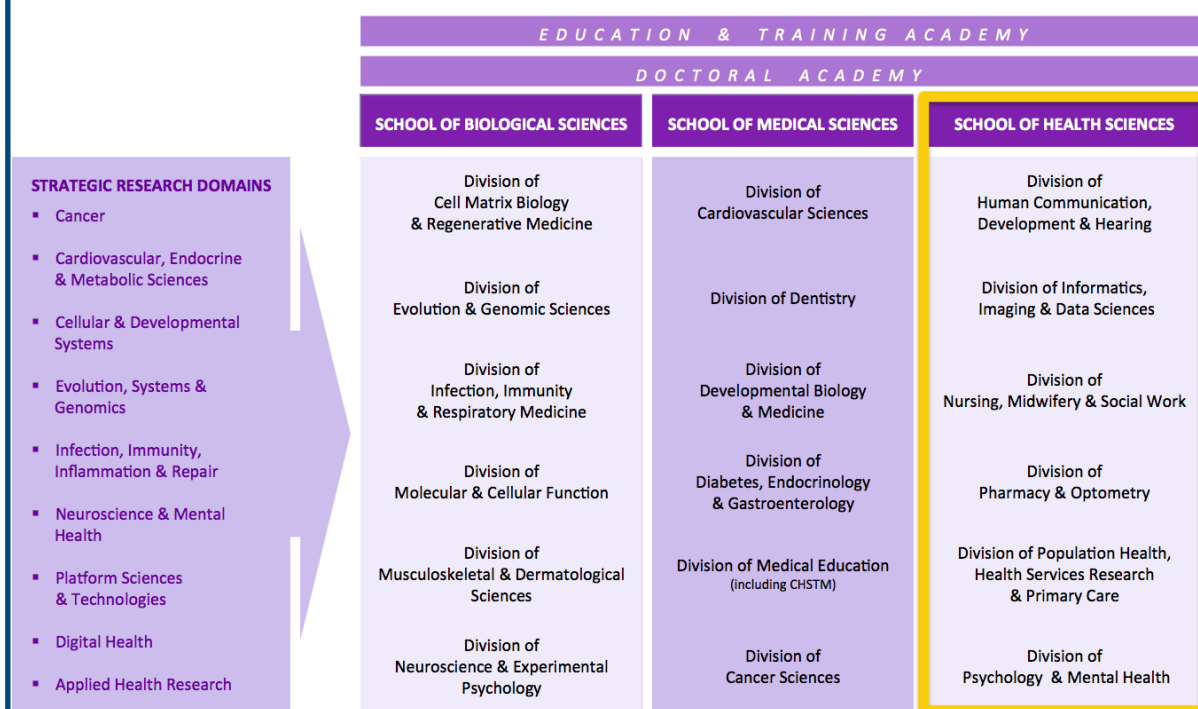 EDUCATION & TRAINING ACADEMY
DOCTORAL ACADEMY
STRATEGIC RESEARCH DOMAINS
▪ Cancer
▪ Cardiovascular, Endocrine
& Metabolic Sciences
▪ Cellular & Developmental
Systems
▪ Evolution, Systems &
Genomics
▪ Infection, Immunity,
Inflammation & Repair
▪ Neuroscience & Mental
Health
▪ Platform Sciences
& Technologies
▪ Digital Health
▪ Applied Health Research
SCHOOL OF BIOLOGICAL SCIENCES
Division of
Cell Matrix Biology
& Regenerative Medicine
Division of
Evolution & Genomic Sciences
Division of
Infection, Immunity
& Respiratory Medicine
Division of
Molecular & Cellular Function
Division of
Musculoskeletal & Dermatological
Sciences
Division of
Neuroscience & Experimental
Psychology
SCHOOL OF MEDICAL SCIENCES
Division of
Cardiovascular Sciences
Division of Dentistry
Division of
Developmental Biology
& Medicine
Division of
Diabetes, Endocrinology
& Gastroenterology
Division of Medical Education
(including CHSTM)
Division of
Cancer Sciences
SCHOOL OF HEALTH SCIENCES
Division of
Human Communication,
Development & Hearing
Division of Informatics,
Imaging & Data Sciences
Division of
Nursing, Midwifery & Social Work
Division of
Pharmacy & Optometry
Division of Population Health,
Health Services Research
& Primary Care
Division of
Psychology & Mental Health